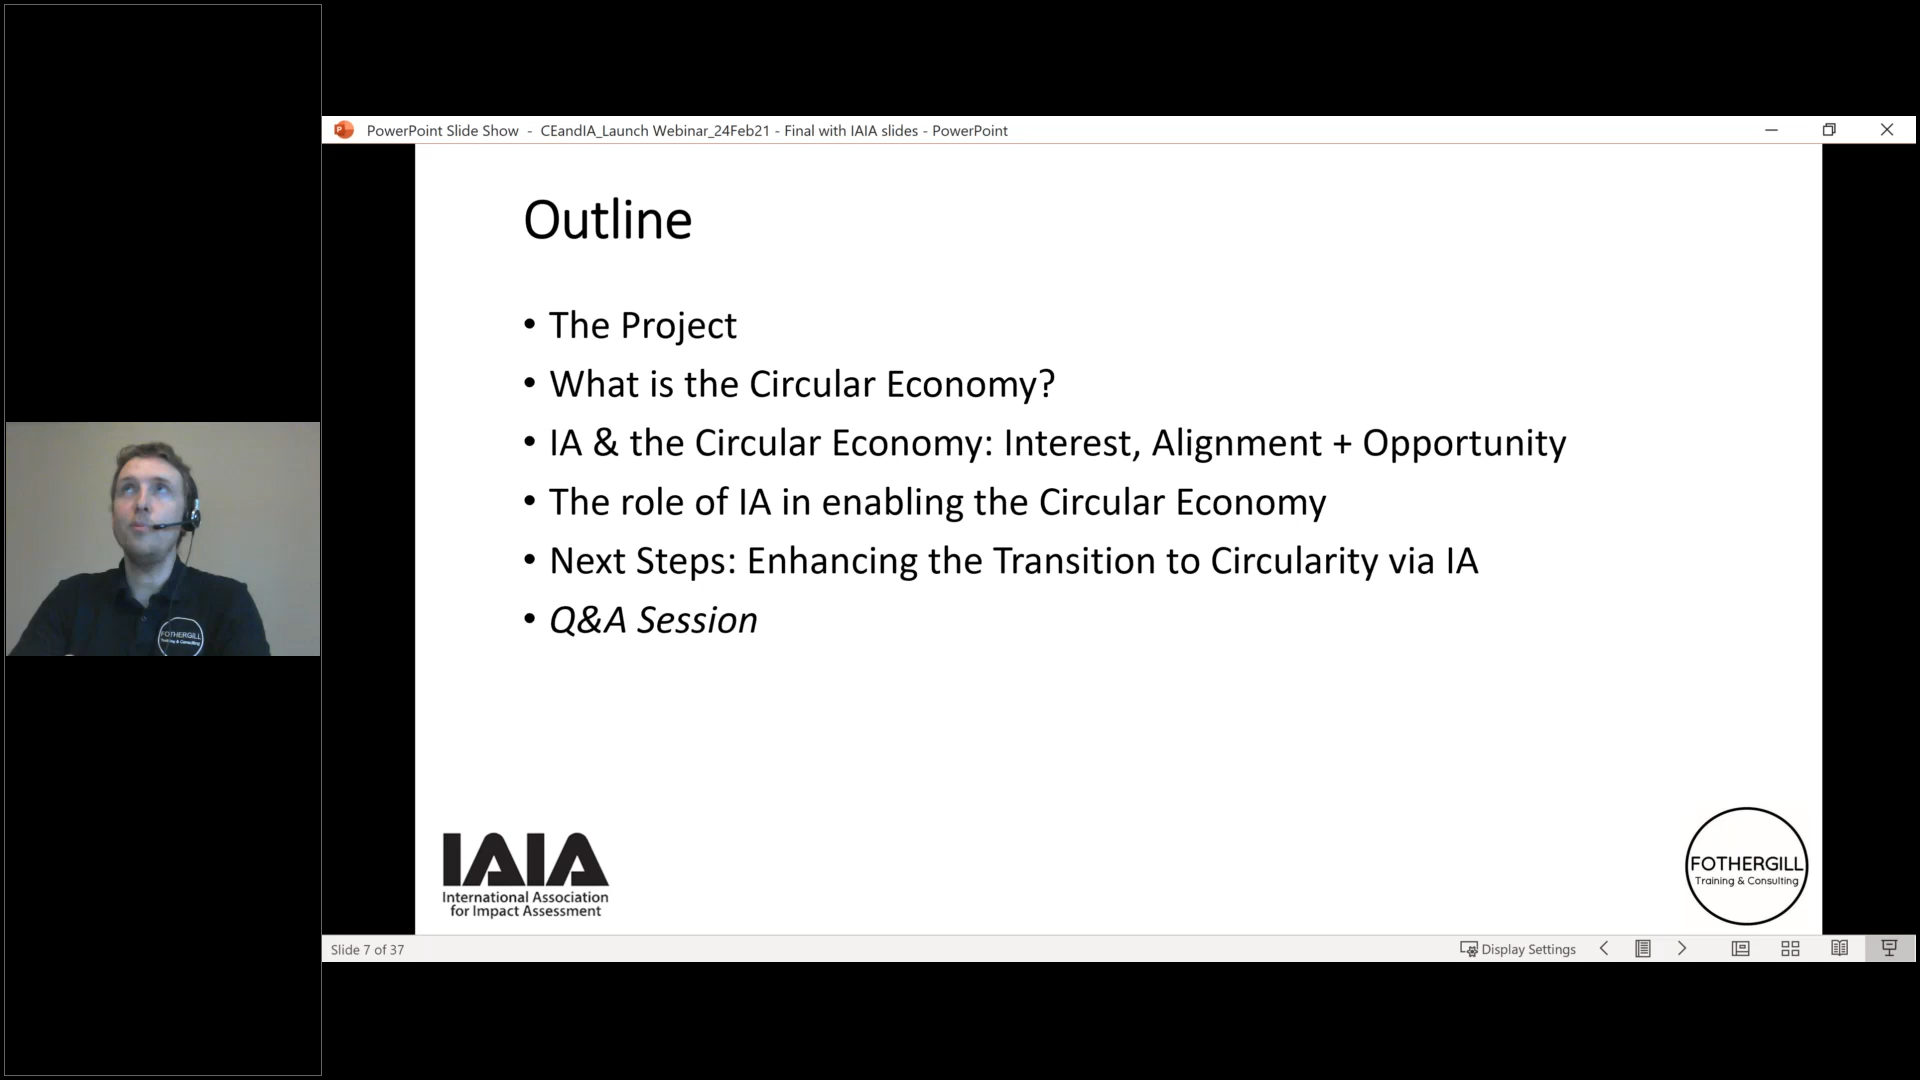 PowerPoint Slide Show - CEandIA_Launch Webinar_24Feb21 - Final with IAIA slides - PowerPoint
Outline
• The Project
• What is the Circular Economy?
• IA & the Circular Economy: Interest, Alignment + Opportunity
• The role of IA in enabling the Circular Economy
• Next Steps: Enhancing the Transition to Circularity via IA
• Q&A Session
FOTHERGILL
Training & Consulting
IAIA
International Association
for Impact Assessment
FOTHERGILL
Training & Consulting
Slide 7 of 37
Display Settings